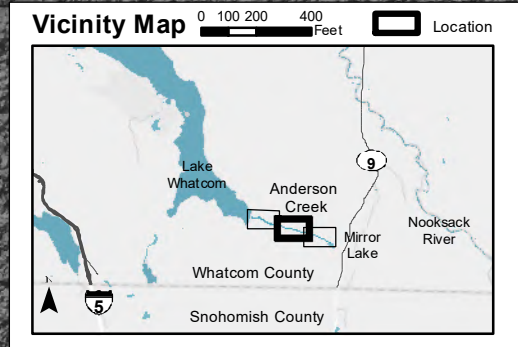 Vicinity Map
0 100 200 400
Feet
Location
Lake
Whatcom
Anderson
Creek
9
Mirror
Lake
Nooksack
River
Whatcom County
N
5
Snohomish County